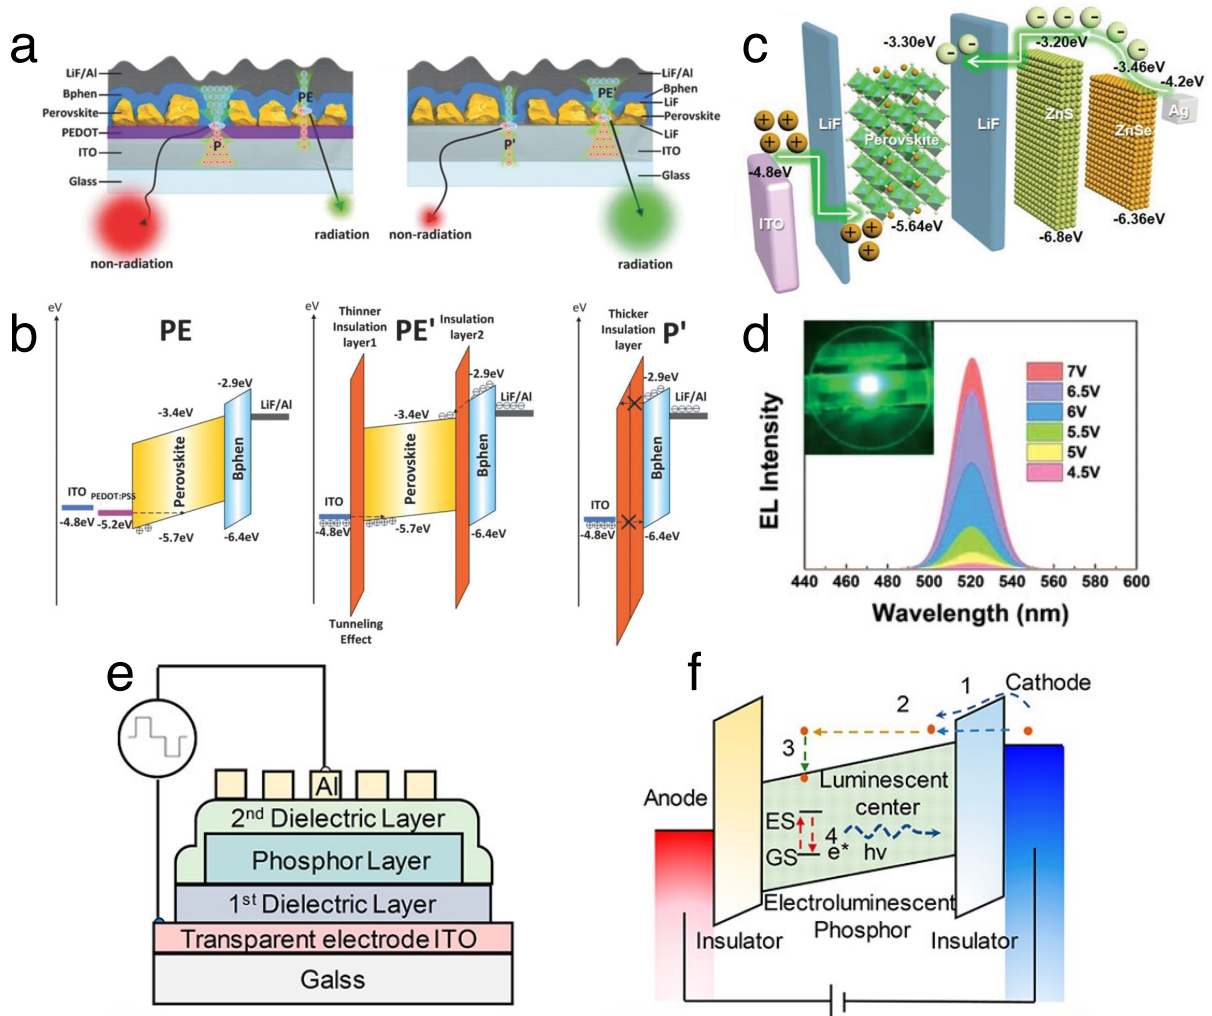 a
LiF/Al
Bphen
Perovskite
PEDOT
ITO
Glass
PE
P
non-radiation
radiation
PE'
P'
LiF/Al
Bphen
LiF
Perovskite
LiF
ITO
Glass
non-radiation
radiation
b
eV
PE
-2.9eV
LiF/Al
-3.4eV
Perovskite
Bphen
ITO
PEDOT:PSS
-4.8eV
-5.2eV
-5.7eV
-6.4eV
eV
Thinner
Insulation
layer1
PE'
Insulation
layer2
-2.9eV
LiF/Al
-3.4eV
Perovskite
Bphen
ITO
-4.8eV
-5.7eV
-6.4eV
Tunneling
Effect
eV
Thicker
Insulation
layer
P'
-2.9eV
LiF/Al
Bphen
ITO
-4.8eV
-6.4eV
c
-3.30eV
-3.20eV
-3.46eV
-4.2eV
LiF
Perovskite
LiF
ZnS
ZnSe
Ag
-4.8eV
ITO
-5.64eV
-6.8eV
-6.36eV
d
EL Intensity
7V
6.5V
6V
5.5V
5V
4.5V
440 460 480 500 520 540 560 580 600
Wavelength (nm)
e
Al
2nd Dielectric Layer
Phosphor Layer
1st Dielectric Layer
Transparent electrode ITO
Galss
f
1
Cathode
2
3
Anode
Luminescent
center
ES
4
GS
e* hv
Electroluminescent
Phosphor
Insulator
Insulator